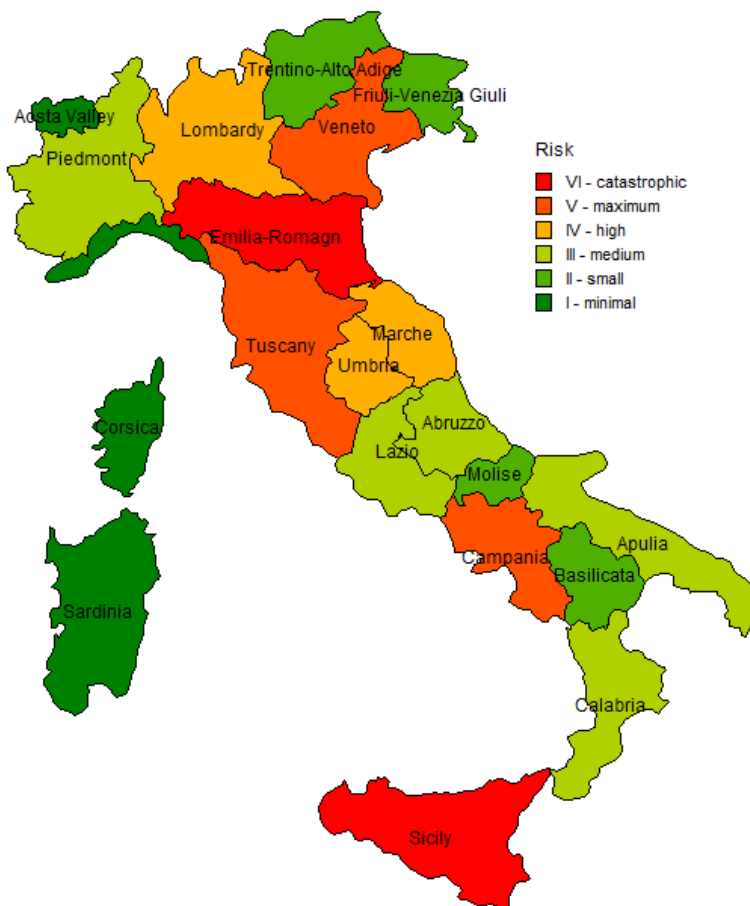 Trentino-Alto Adige
Friuli-Venezia Giuli
Aosta Valley
Lombardy
Veneto
Piedmont
Risk
VI - catastrophic
V - maximum
IV - high
III - medium
II - small
I - minimal
Emilia-Romagn
Marche
Tuscany
Umbria
Abruzzo
Corsica
Lazio
Molise
Apulia
Campania
Basilicata
Sardinia
Calabria
Sicily